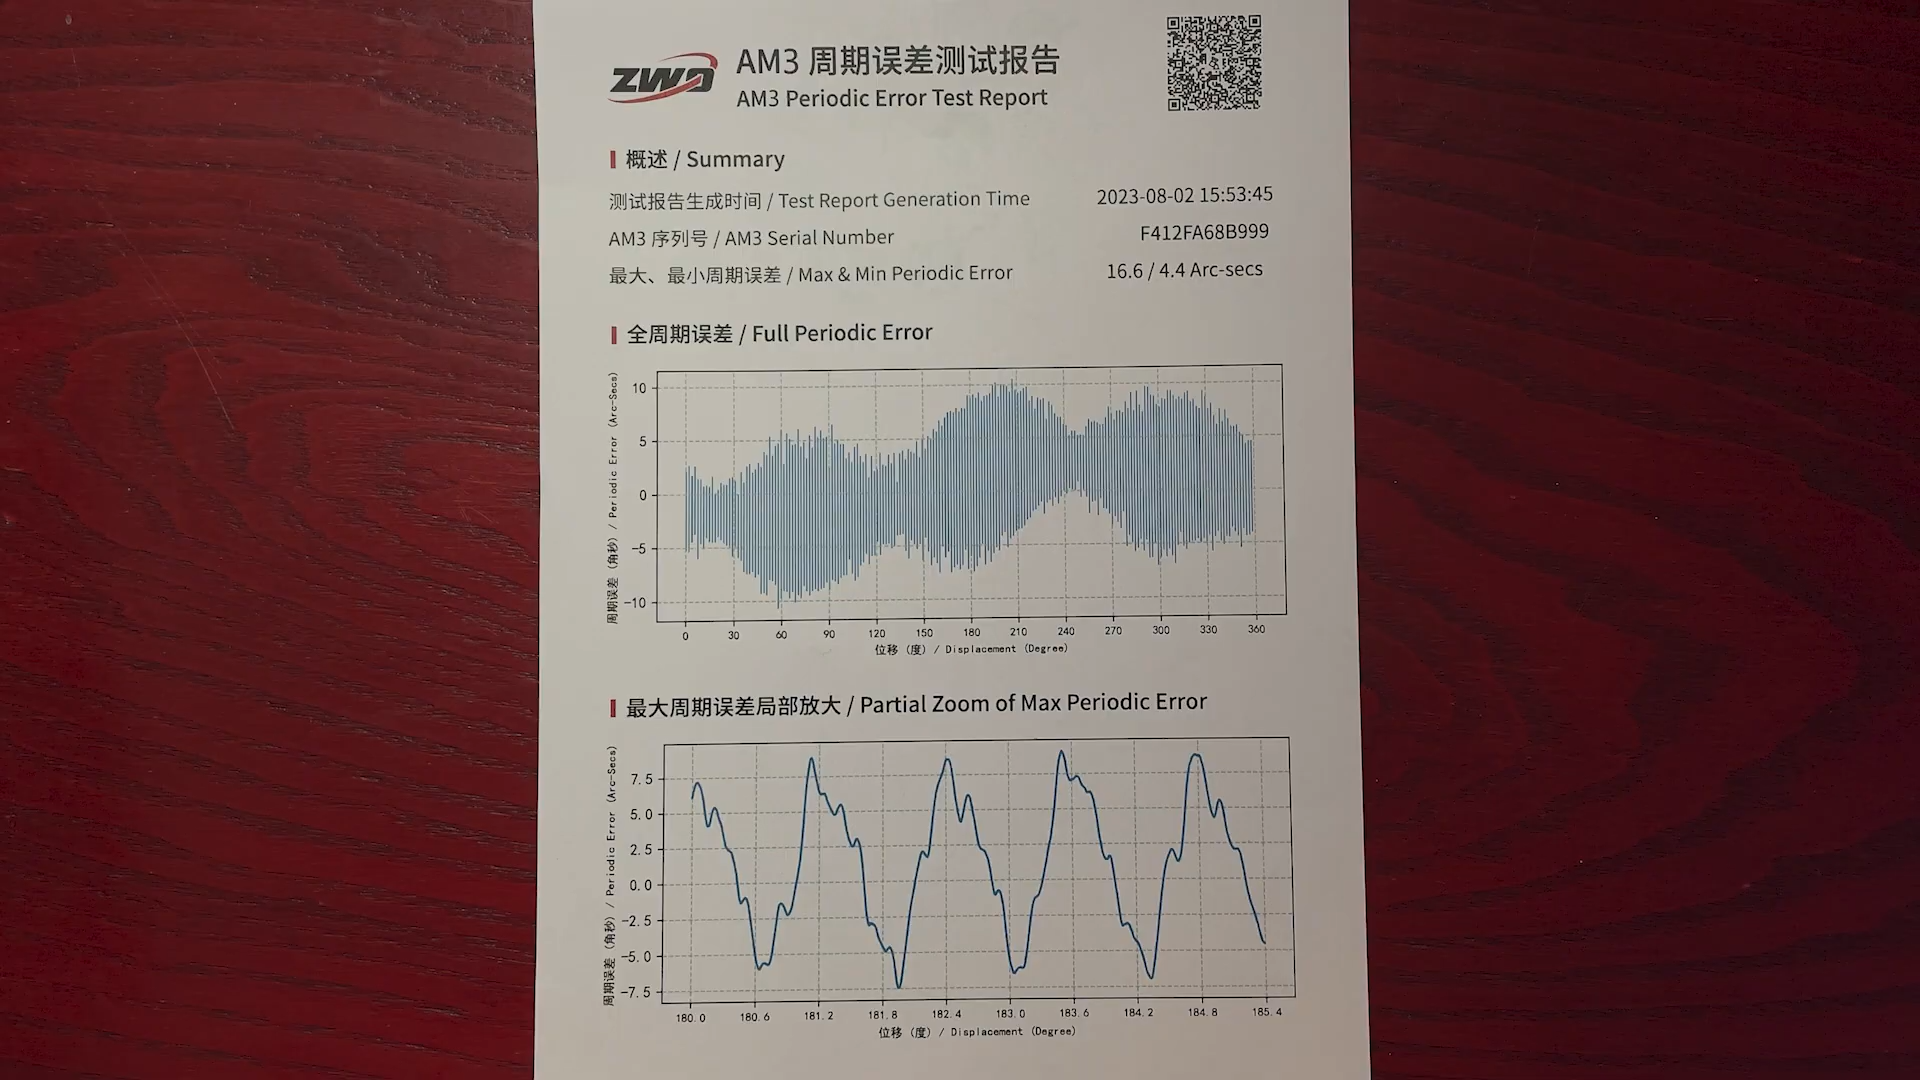 ZWO
AM3 周期误差测试报告
AM3 Periodic Error Test Report
概述 / Summary
测试报告生成时间 / Test Report Generation Time 2023-08-02 15:53:45
AM3 序列号 / AM3 Serial Number F412FA68B999
最大、最小周期误差 / Max & Min Periodic Error 16.6 / 4.4 Arc-secs
全周期误差 / Full Periodic Error
周期误差 (角秒) / Periodic Error (Arc-Secs)
10
5
0
-5
-10
0 30 60 90 120 150 180 210 240 270 300 330 360
位移 (度) / Displacement (Degree)
最大周期误差局部放大 / Partial Zoom of Max Periodic Error
周期误差 (角秒) / Periodic Error (Arc-Secs)
7.5
5.0
2.5
0.0
-2.5
-5.0
-7.5
180.0 180.6 181.2 181.8 182.4 183.0 183.6 184.2 184.8 185.4
位移 (度) / Displacement (Degree)